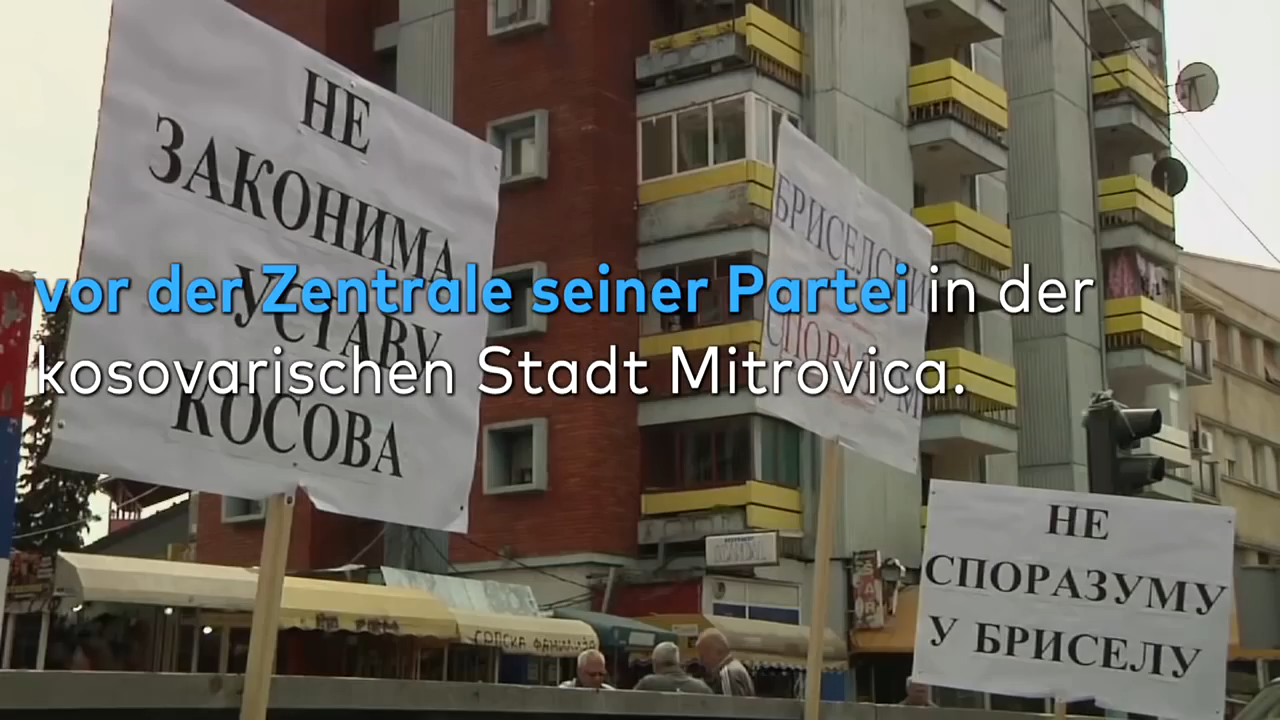 НЕ
ЗАКОНИМА
УСТАВУ
КОСОВА
БРИСЕЛСКИ
СПОРАЗУМ
vor der Zentrale seiner Partei in der
kosovarischen Stadt Mitrovica.
НЕ
СПОРАЗУМУ
У БРИСЕЛУ
СРПСКА